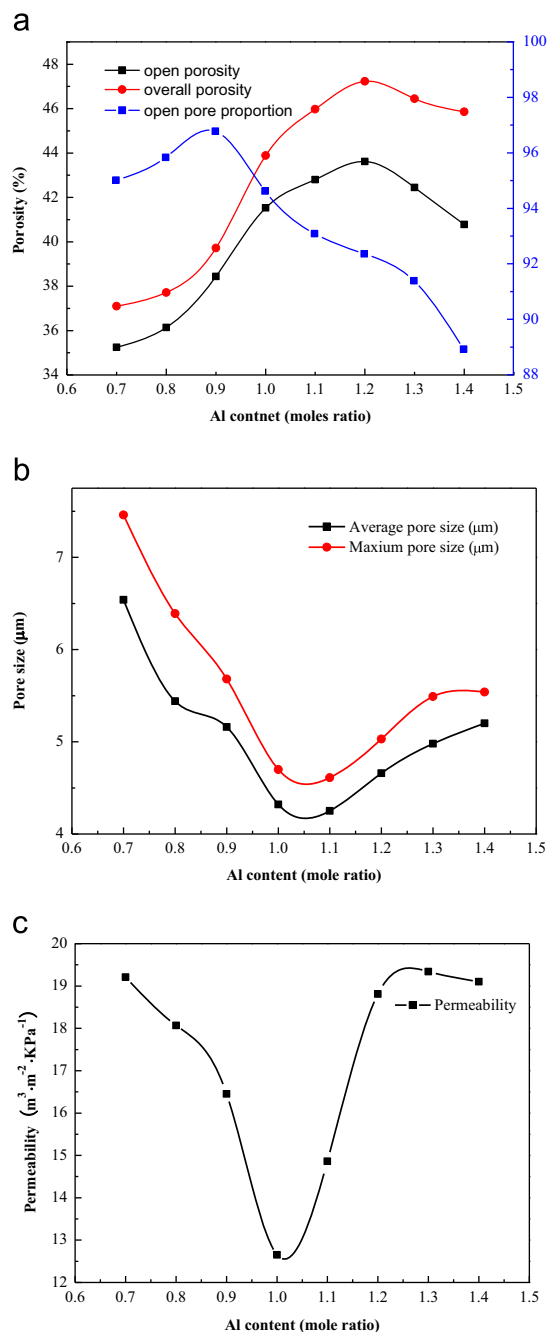 a
100
98
96
94
92
90
88
48
46
44
42
40
38
36
34
Porosity (%)
open porosity
overall porosity
open pore proportion
0.6 0.7 0.8 0.9 1.0 1.1 1.2 1.3 1.4 1.5
Al contnet (moles ratio)
b
7
6
5
4
Pore size (μm)
Average pore size (μm)
Maxium pore size (μm)
0.6 0.7 0.8 0.9 1.0 1.1 1.2 1.3 1.4 1.5
Al content (mole ratio)
c
20
19
18
17
16
15
14
13
12
Permeability (m³·m⁻²·KPa⁻¹)
Permeability
0.6 0.7 0.8 0.9 1.0 1.1 1.2 1.3 1.4 1.5
Al content (mole ratio)